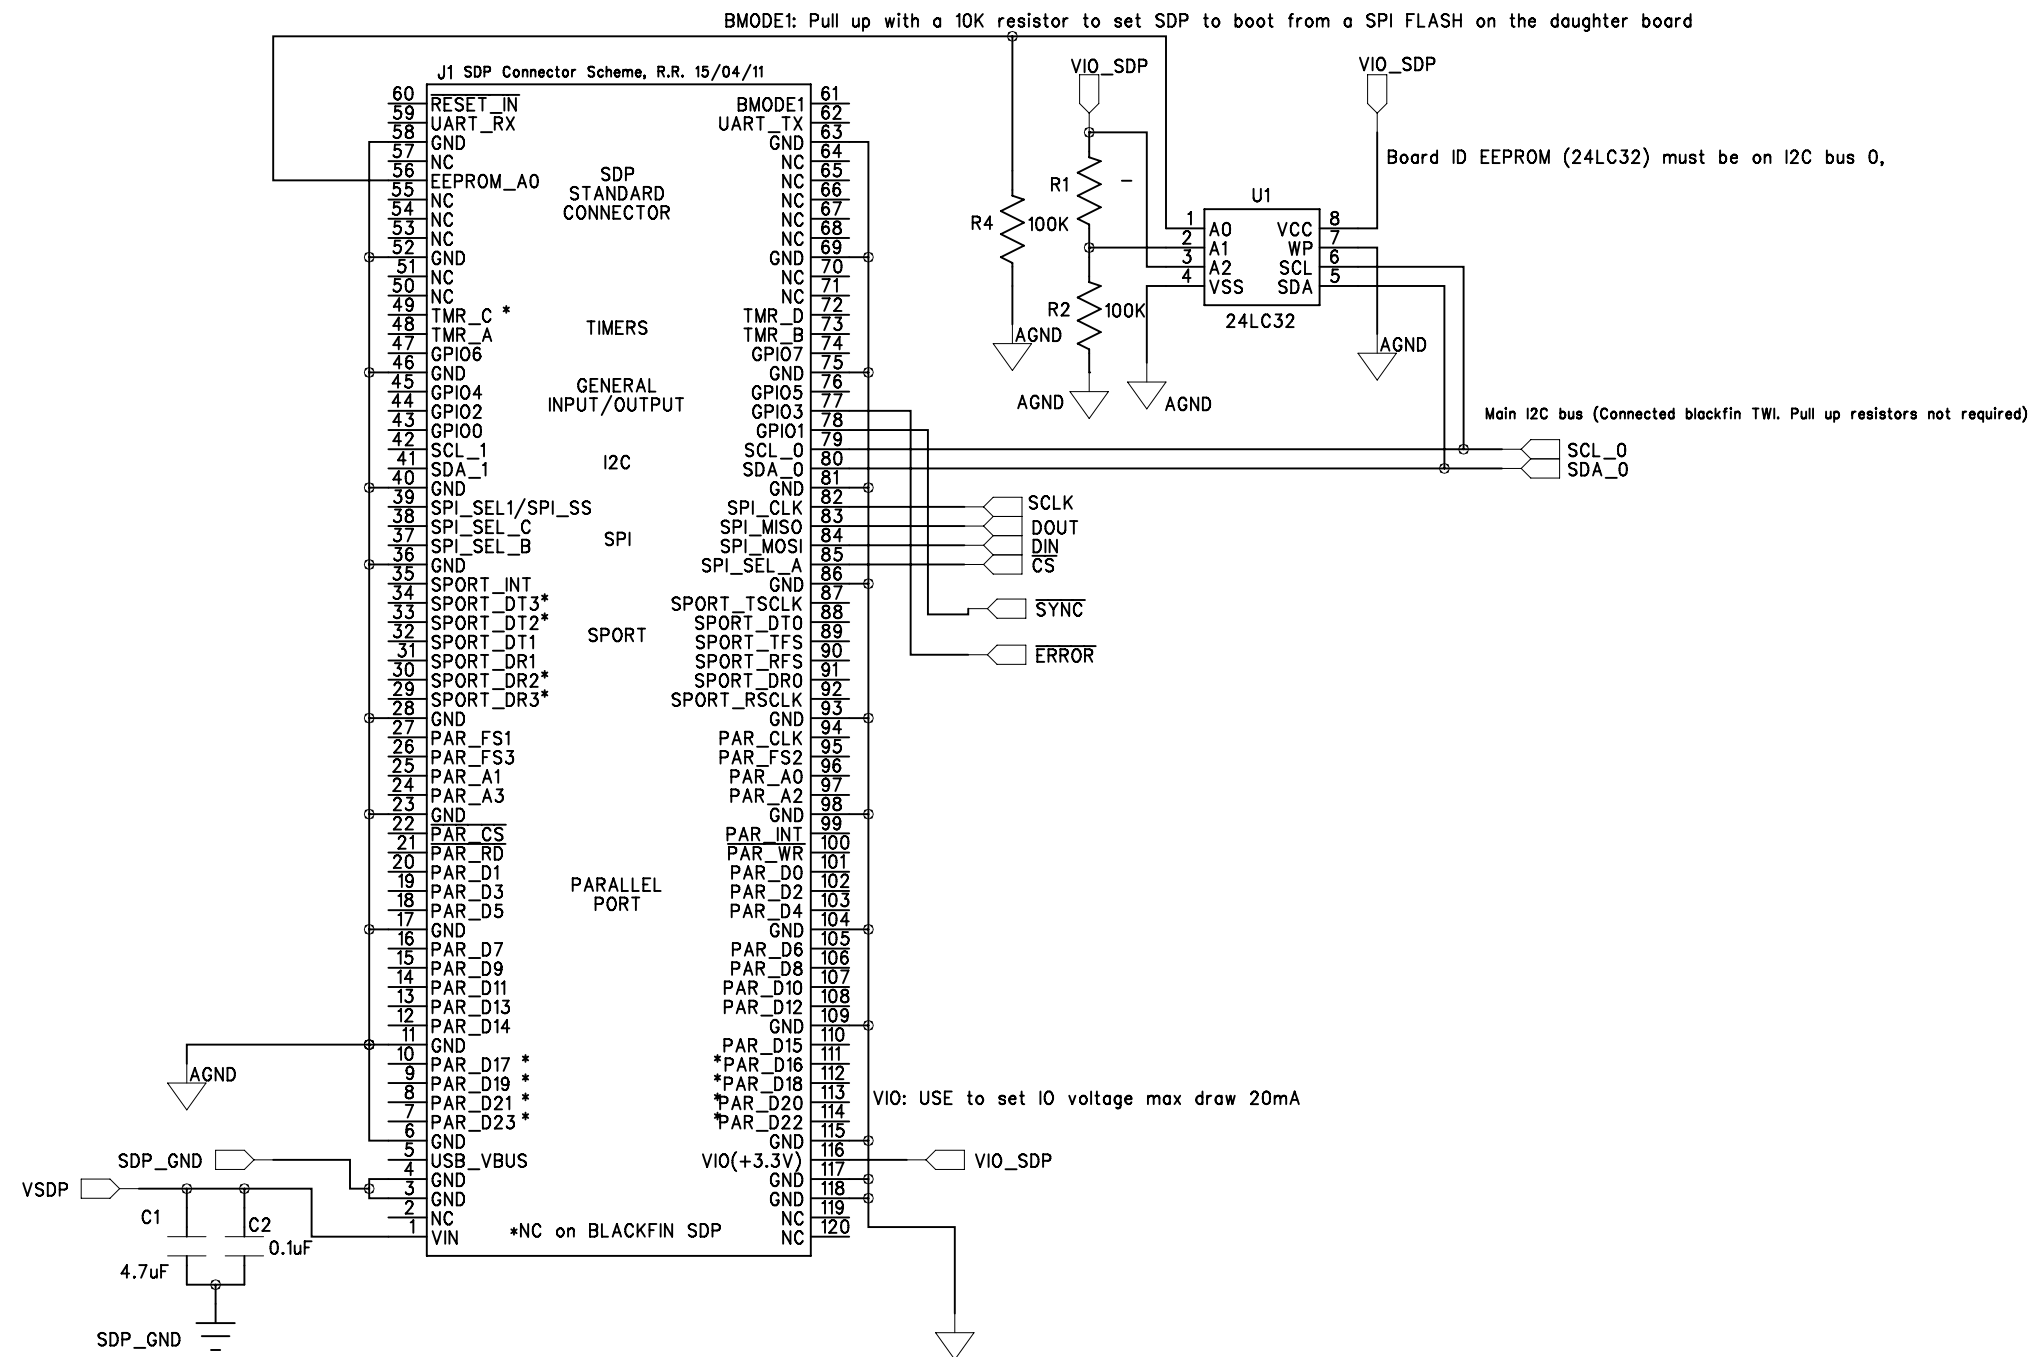 BMODE1: Pull up with a 10K resistor to set SDP to boot from a SPI FLASH on the daughter board
J1 SDP Connector Scheme, R.R. 15/04/11
VIO_SDP
VIO_SDP
60 RESET_IN BMODE1 61
59 UART_RX UART_TX 62
58 GND GND 63
57 NC NC 64
Board ID EEPROM (24LC32) must be on I2C bus 0,
56 EEPROM_A0 NC 65
55 NC NC 66
54 NC NC 67
53 NC NC 68
52 GND GND 69
51 NC NC 70
50 NC NC 71
49 TMR_C * TMR_D 72
48 TMR_A TMR_B 73
47 GPIO6 GPIO7 74
46 GND GND 75
45 GPIO4 GPIO5 76
44 GPIO2 GPIO3 77
43 GPIO0 GPIO1 78
42 SCL_1 SCL_0 79
41 SDA_1 SDA_0 80
40 GND GND 81
39 SPI_SEL1/SPI_SS SPI_CLK 82
38 SPI_SEL_C SPI_MISO 83
37 SPI_SEL_B SPI_MOSI 84
36 GND SPI_SEL_A 85
35 SPORT_INT GND 86
34 SPORT_DT3* SPORT_TSCLK 87
33 SPORT_DT2* SPORT_DT0 88
32 SPORT_DT1 SPORT_TFS 89
31 SPORT_DR1 SPORT_RFS 90
30 SPORT_DR2* SPORT_DR0 91
29 SPORT_DR3* SPORT_RSCLK 92
28 GND GND 93
27 PAR_FS1 PAR_CLK 94
26 PAR_FS3 PAR_FS2 95
25 PAR_A1 PAR_A0 96
24 PAR_A3 PAR_A2 97
23 GND GND 98
22 PAR_CS PAR_INT 99
21 PAR_RD PAR_WR 100
20 PAR_D1 PAR_D0 101
19 PAR_D3 PAR_D2 102
18 PAR_D5 PAR_D4 103
17 GND GND 104
16 PAR_D7 PAR_D6 105
15 PAR_D9 PAR_D8 106
14 PAR_D11 PAR_D10 107
13 PAR_D13 PAR_D12 108
12 PAR_D14 GND 109
11 GND PAR_D15 110
10 PAR_D17 * *PAR_D16 111
9 PAR_D19 * *PAR_D18 112
8 PAR_D21 * *PAR_D20 113
7 PAR_D23 * *PAR_D22 114
6 GND GND 115
5 USB_VBUS VIO(+3.3V) 116
4 GND GND 117
3 GND GND 118
2 NC NC 119
1 VIN NC 120
SDP
STANDARD
CONNECTOR
TIMERS
GENERAL
INPUT/OUTPUT
I2C
SPI
SPORT
PARALLEL
PORT
*NC on BLACKFIN SDP
R4
100K
AGND
R1
–
R2
100K
AGND
U1
1 A0 VCC 8
2 A1 WP 7
3 A2 SCL 6
4 VSS SDA 5
24LC32
AGND
AGND
Main I2C bus (Connected blackfin TWI. Pull up resistors not required)
SCL_0
SDA_0
SCLK
DOUT
DIN
CS
SYNC
ERROR
VIO: USE to set IO voltage max draw 20mA
VIO_SDP
AGND
SDP_GND
VSDP
C1
4.7uF
C2
0.1uF
SDP_GND